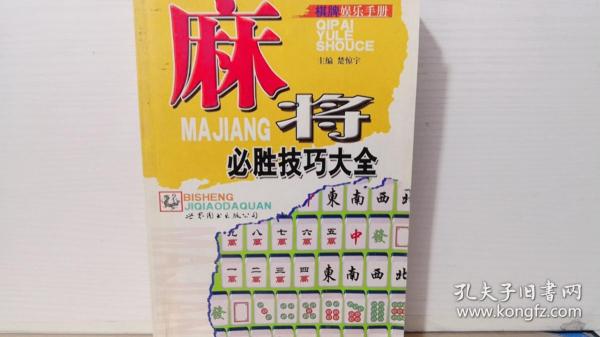 棋牌娱乐手册
QIPAI
YULE
SHOUCE
主编 楚惊宇
麻将
MAJIANG
必胜技巧大全
BISHENG
JIQIAODAQUAN
世界图书出版公司
東 南 西 北
九萬 八萬 七萬 六萬 五萬 中 發
一萬 二萬 三萬 四萬 東 南 西 北
發
孔夫子旧书网
www.kongfz.com